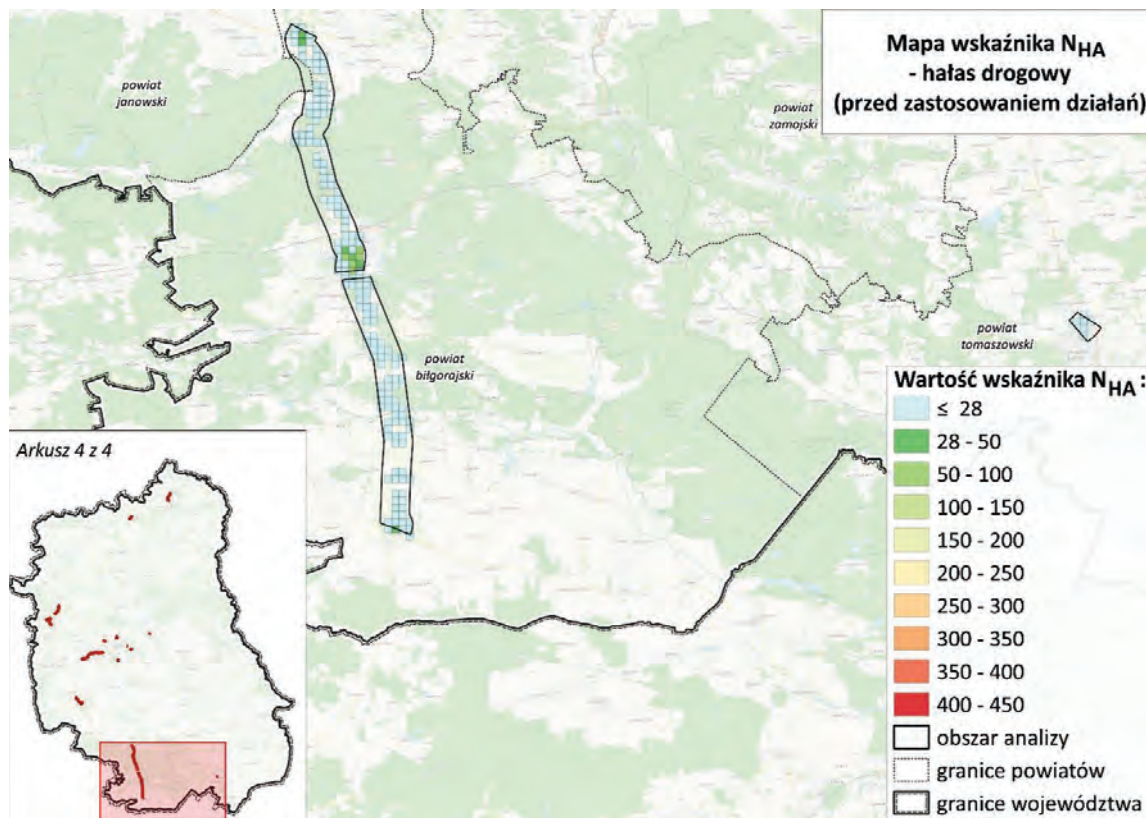 Mapa wskaźnika NHA
- hałas drogowy
(przed zastosowaniem działań)
powiat
janowski
powiat
zamojski
powiat
tomaszowski
powiat
biłgorajski
Wartość wskaźnika NHA :
≤ 28
28 - 50
50 - 100
100 - 150
150 - 200
200 - 250
250 - 300
300 - 350
350 - 400
400 - 450
obszar analizy
granice powiatów
granice województwa
Arkusz 4 z 4